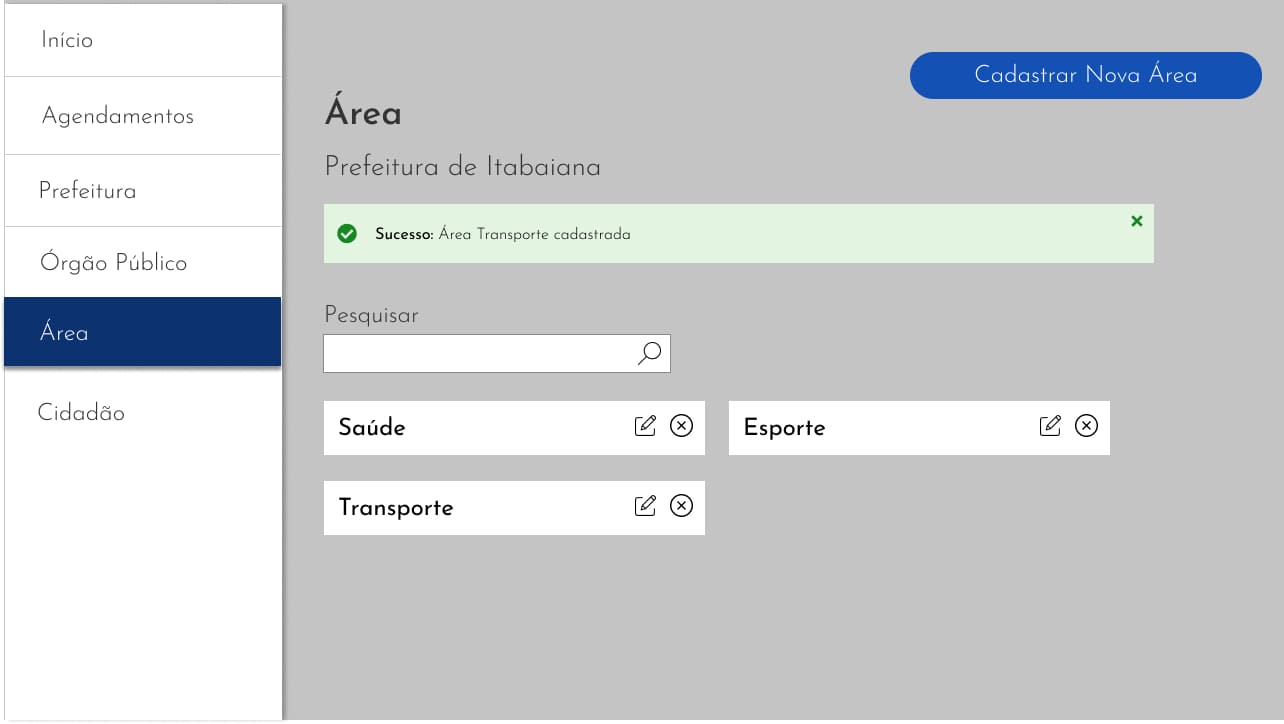 Início
Agendamentos
Prefeitura
Órgão Público
Área
Cidadão
Cadastrar Nova Área
Área
Prefeitura de Itabaiana
Sucesso: Área Transporte cadastrada
Pesquisar
Saúde
Esporte
Transporte